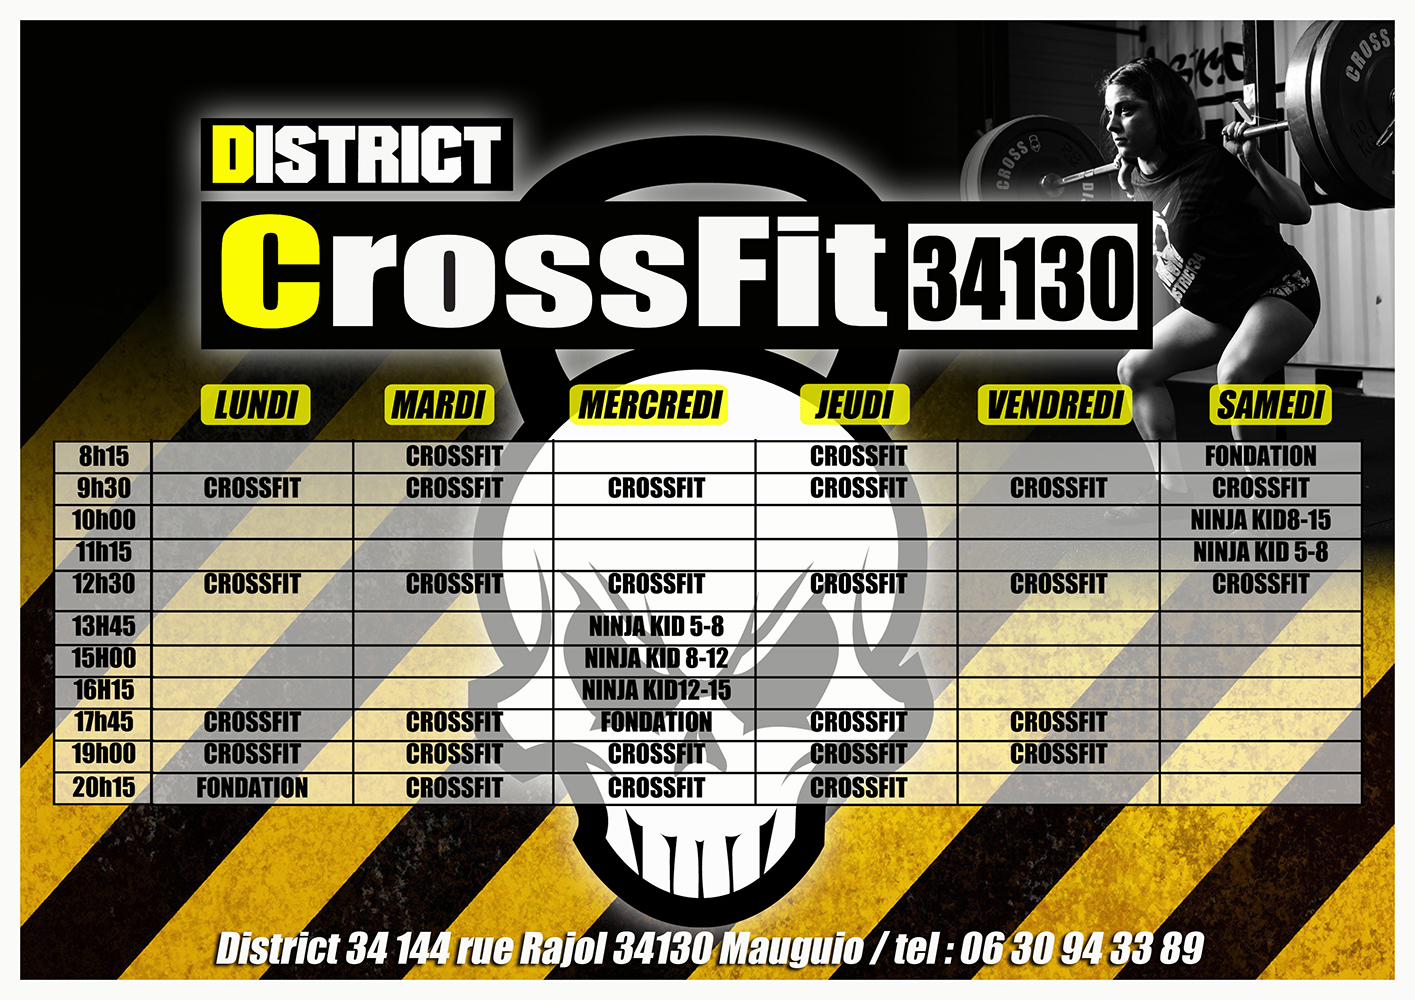 DISTRICT
CrossFit 34130
LUNDI MARDI MERCREDI JEUDI VENDREDI SAMEDI
8h15 CROSSFIT CROSSFIT FONDATION
9h30 CROSSFIT CROSSFIT CROSSFIT CROSSFIT CROSSFIT CROSSFIT
10h00 NINJA KID8-15
11h15 NINJA KID 5-8
12h30 CROSSFIT CROSSFIT CROSSFIT CROSSFIT CROSSFIT CROSSFIT
13H45 NINJA KID 5-8
15H00 NINJA KID 8-12
16H15 NINJA KID12-15
17h45 CROSSFIT CROSSFIT FONDATION CROSSFIT CROSSFIT
19h00 CROSSFIT CROSSFIT CROSSFIT CROSSFIT CROSSFIT
20h15 FONDATION CROSSFIT CROSSFIT CROSSFIT
District 34 144 rue Rajol 34130 Mauguio / tel : 06 30 94 33 89
CROSS
CROSS